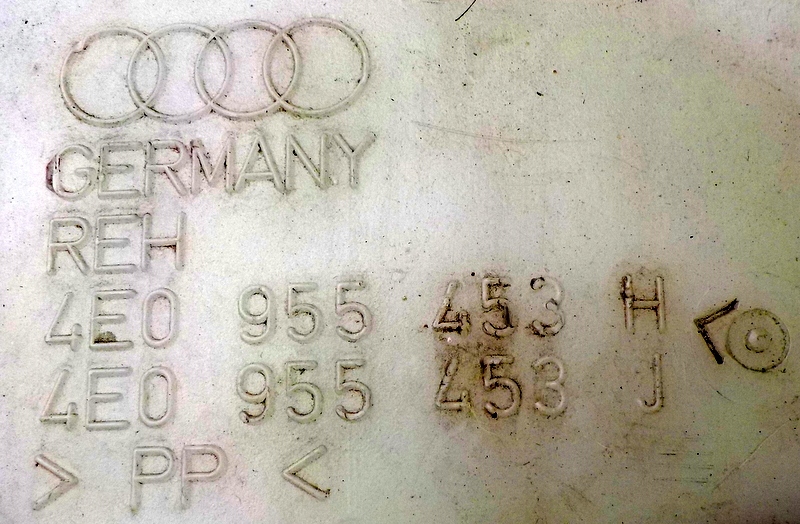 GERMANY
REH
4E0 955 453 H
4E0 955 453 J
> PP <